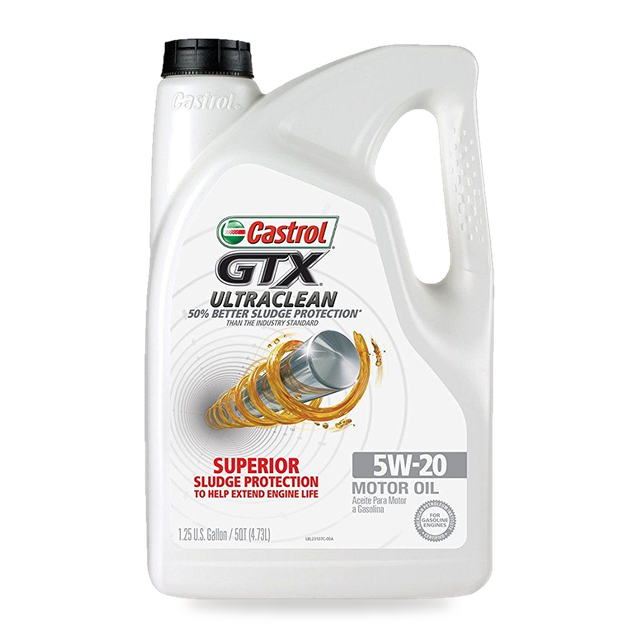 Castrol
Castrol
GTX
ULTRACLEAN
50% BETTER SLUDGE PROTECTION*
THAN THE INDUSTRY STANDARD
SUPERIOR
SLUDGE PROTECTION
TO HELP EXTEND ENGINE LIFE
5W-20
MOTOR OIL
Aceite Para Motor
a Gasolina
FOR
GASOLINE
ENGINES
1.25 U.S. Gallon / 5QT (4.73L)